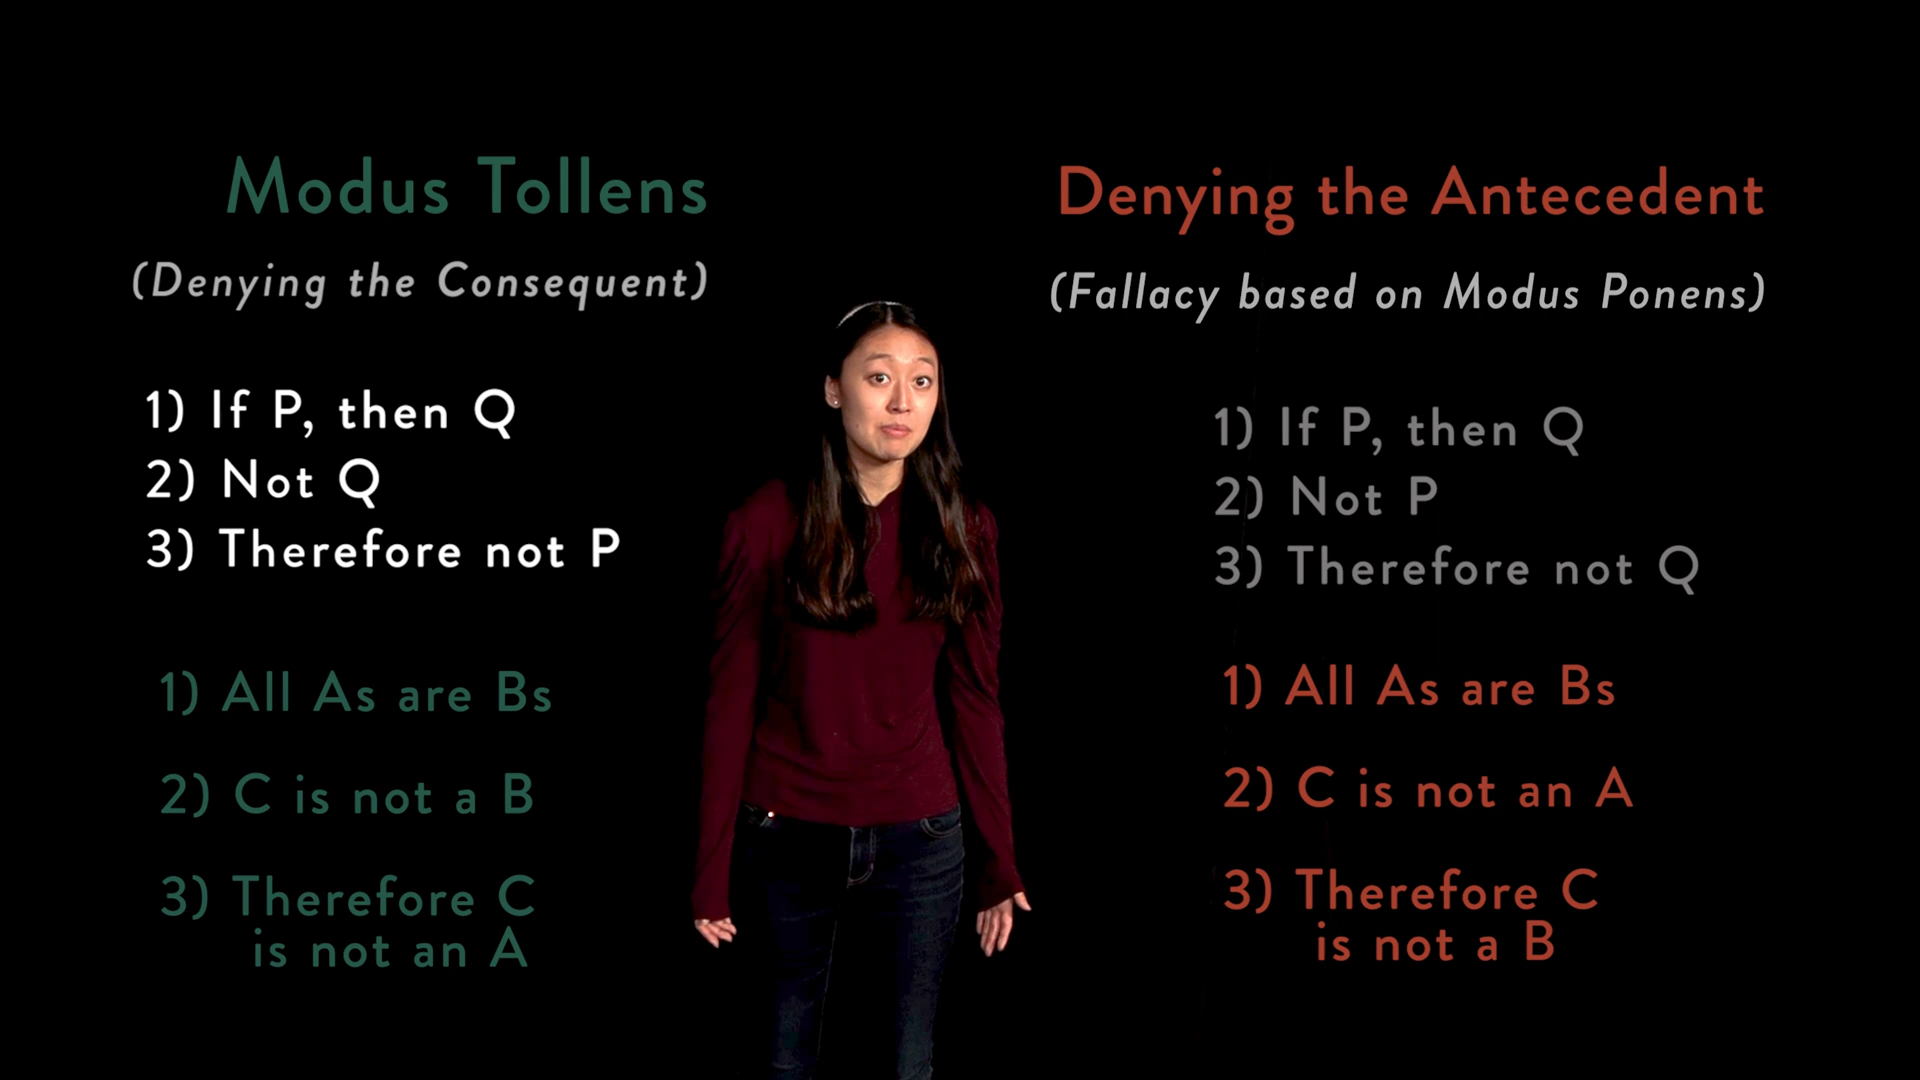 Modus Tollens
(Denying the Consequent)
1) If P, then Q
2) Not Q
3) Therefore not P
1) All As are Bs
2) C is not a B
3) Therefore C
is not an A
Denying the Antecedent
(Fallacy based on Modus Ponens)
1) If P, then Q
2) Not P
3) Therefore not Q
1) All As are Bs
2) C is not an A
3) Therefore C
is not a B